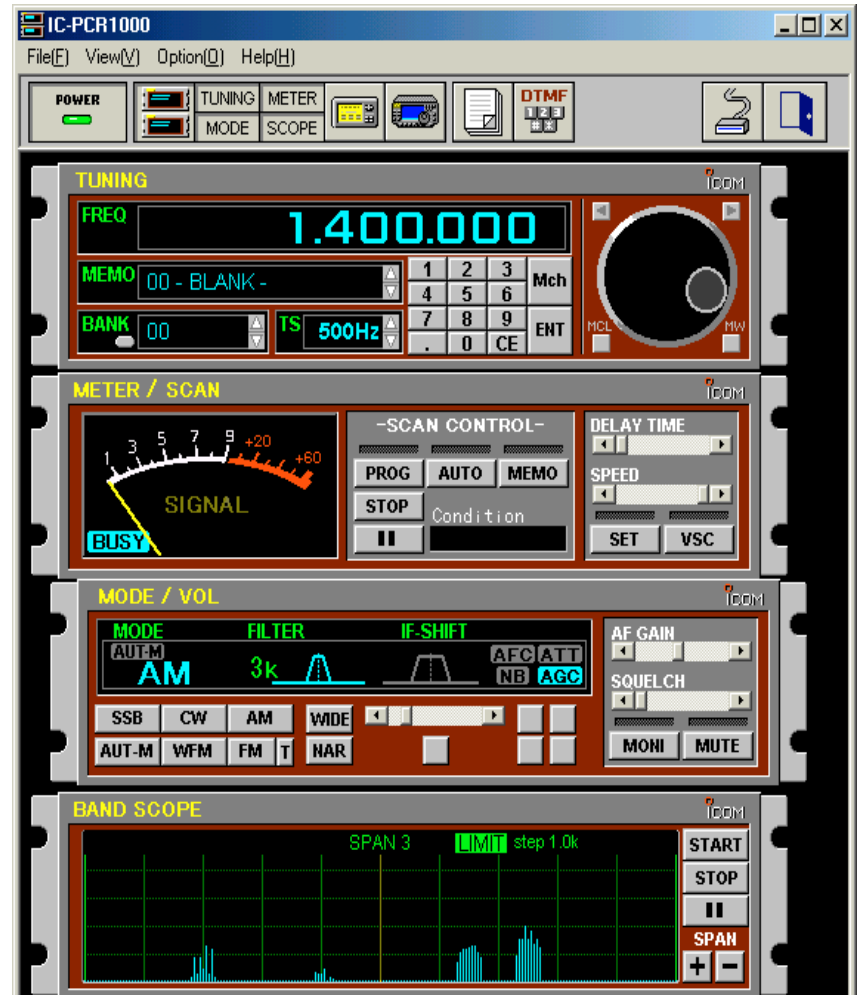 IC-PCR1000
File(F) View(V) Option(O) Help(H)
POWER
TUNING METER
MODE SCOPE
DTMF
1 2 3
# *
TUNING
ICOM
FREQ
1.400.000
MEMO 00 - BLANK -
1 2 3 Mch
4 5 6
BANK 00
TS 500Hz
7 8 9 ENT
. 0 CE
MCL MW
METER / SCAN
ICOM
1 3 5 7 9 +20 +60
SIGNAL
BUSY
-SCAN CONTROL-
PROG AUTO MEMO
STOP
Condition
DELAY TIME
SPEED
SET VSC
MODE / VOL
ICOM
MODE FILTER IF-SHIFT
AUT-M
AM 3K
AFC ATT
NB AGC
AF GAIN
SQUELCH
SSB CW AM WIDE
AUT-M WFM FM T NAR
MONI MUTE
BAND SCOPE
ICOM
SPAN 3 LIMIT step 1.0k
START
STOP
SPAN
+ -